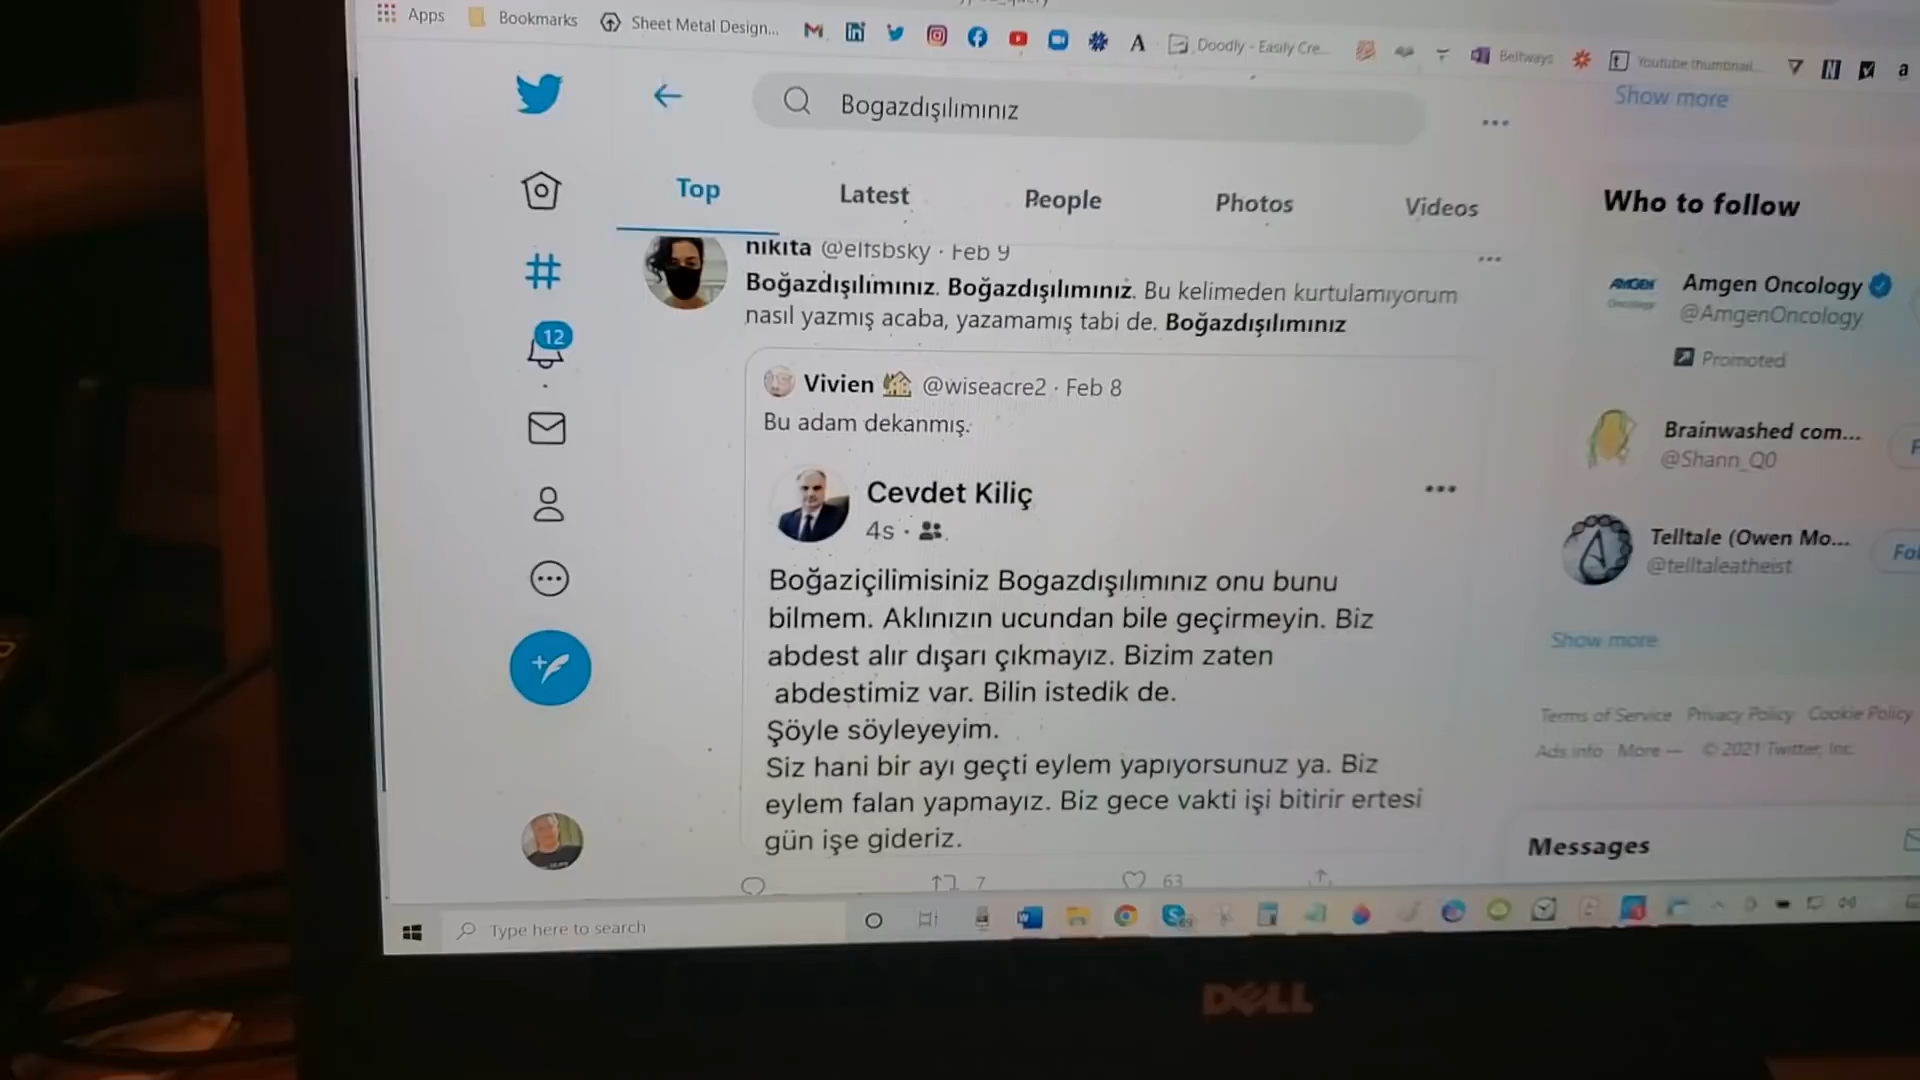 Apps Bookmarks Sheet Metal Design... Doodly - Easily Cre... Beltways Youtube thumbnail...
Bogazdışılımınız
Show more
Top Latest People Photos Videos
nikita @elfsbsky · Feb 9
Boğazdışılımınız. Boğazdışılımınız. Bu kelimeden kurtulamıyorum
nasıl yazmış acaba, yazamamış tabi de. Boğazdışılımınız
12
Vivien @wiseacre2 · Feb 8
Bu adam dekanmış.
Cevdet Kiliç
4s ·
Boğaziçilimisiniz Bogazdışılımınız onu bunu
bilmem. Aklınızın ucundan bile geçirmeyin. Biz
abdest alır dışarı çıkmayız. Bizim zaten
abdestimiz var. Bilin istedik de.
Şöyle söyleyeyim.
Siz hani bir ayı geçti eylem yapıyorsunuz ya. Biz
eylem falan yapmayız. Biz gece vakti işi bitirir ertesi
gün işe gideriz.
7 63
Who to follow
Amgen Oncology
@AmgenOncology
Promoted
Brainwashed com...
@Shann_Q0
Telltale (Owen Mo...
@telltaleatheist
Show more
Terms of Service Privacy Policy Cookie Policy
Ads info More — © 2021 Twitter, Inc.
Messages
Type here to search
DELL